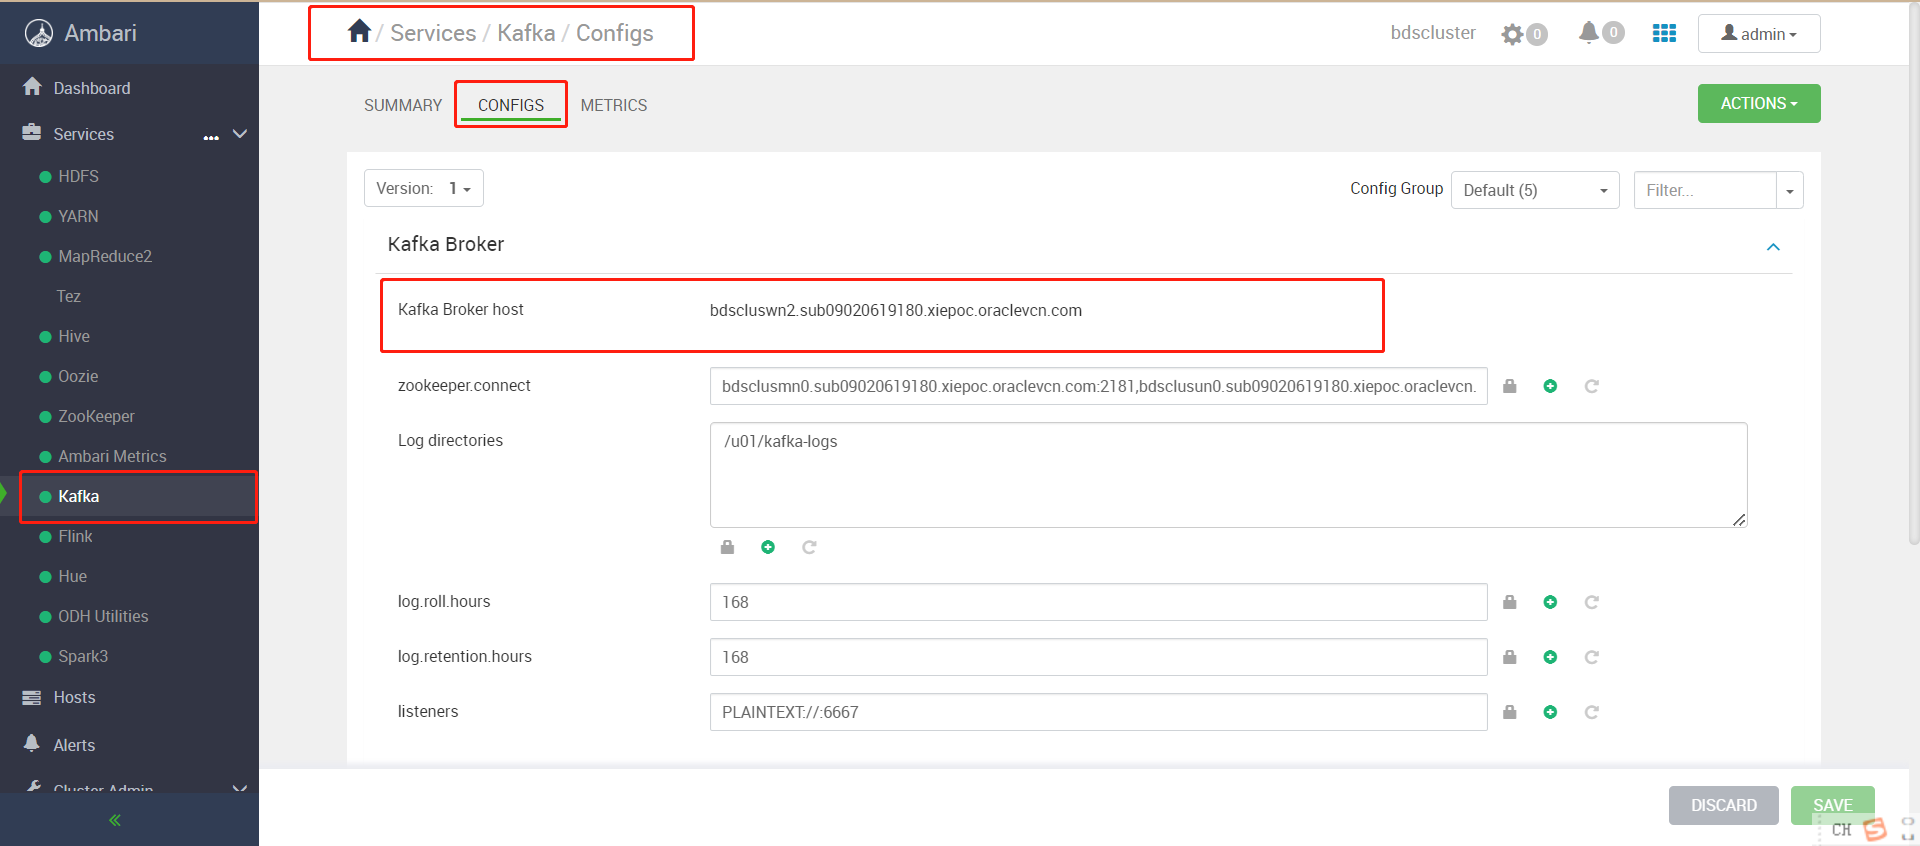 Ambari
/ Services / Kafka / Configs
bdscluster
0
0
admin
Dashboard
Services
HDFS
YARN
MapReduce2
Tez
Hive
Oozie
ZooKeeper
Ambari Metrics
Kafka
Flink
Hue
ODH Utilities
Spark3
Hosts
Alerts
Cluster Admin
SUMMARY
CONFIGS
METRICS
ACTIONS
Version: 1
Config Group
Default (5)
Filter...
Kafka Broker
Kafka Broker host
bdscluswn2.sub09020619180.xiepoc.oraclevcn.com
zookeeper.connect
bdsclusmn0.sub09020619180.xiepoc.oraclevcn.com:2181,bdsclusun0.sub09020619180.xiepoc.oraclevcn.
Log directories
/u01/kafka-logs
log.roll.hours
168
log.retention.hours
168
listeners
PLAINTEXT://:6667
DISCARD
SAVE
CH